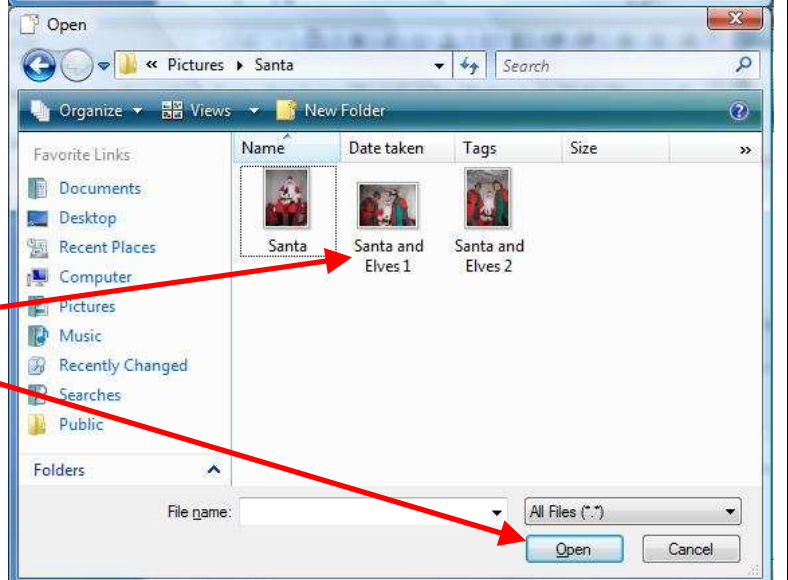 Open
« Pictures ▸ Santa
Search
Organize Views New Folder
Favorite Links
Name Date taken Tags Size »
Documents
Desktop
Recent Places
Computer
Pictures
Music
Recently Changed
Searches
Public
Santa
Santa and
Elves 1
Santa and
Elves 2
Folders
File name:
All Files (*.*)
Open Cancel